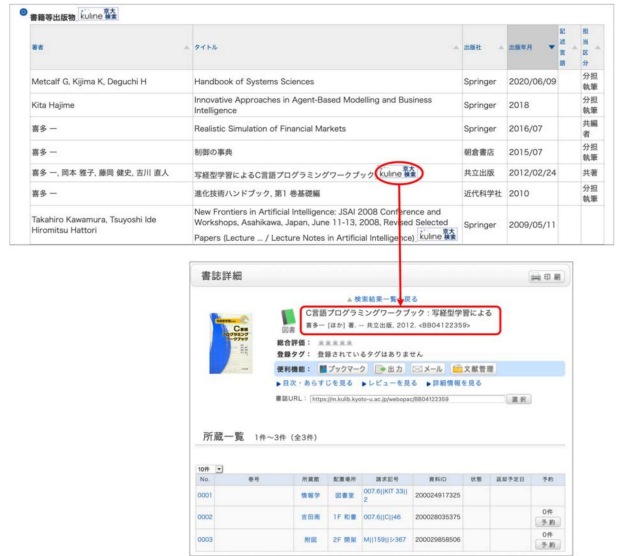 書籍等出版物 kuline 京大検索
著者 タイトル 出版社 出版年月 記述言語 担当区分
Metcalf G, Kijima K, Deguchi H Handbook of Systems Sciences Springer 2020/06/09 分担執筆
Kita Hajime Innovative Approaches in Agent-Based Modelling and Business Intelligence Springer 2018 分担執筆
喜多 一 Realistic Simulation of Financial Markets Springer 2016/07 共編者
喜多 一 制御の事典 朝倉書店 2015/07 分担執筆
喜多 一, 岡本 雅子, 藤岡 健史, 吉川 直人 写経型学習によるC言語プログラミングワークブック kuline 京大検索 共立出版 2012/02/24 共著
喜多 一 進化技術ハンドブック, 第1 巻基礎編 近代科学社 2010 分担執筆
Takahiro Kawamura, Tsuyoshi Ide Hiromitsu Hattori New Frontiers in Artificial Intelligence: JSAI 2008 Conference and Workshops, Asahikawa, Japan, June 11-13, 2008, Revised Selected Papers (Lecture ... / Lecture Notes in Artificial Intelligence) kuline 京大検索 Springer 2009/05/11
書誌詳細 印刷
▲検索結果一覧へ戻る
図書
C言語プログラミングワークブック : 写経型学習による
喜多一 [ほか] 著. -- 共立出版, 2012. <BB04122359>
総合評価:
登録タグ: 登録されているタグはありません
便利機能: ブックマーク 出力 メール 文献管理
▶目次・あらすじを見る ▶レビューを見る ▶詳細情報を見る
書誌URL: https://m.kulib.kyoto-u.ac.jp/webopac/BB04122359 選択
所蔵一覧 1件～3件 (全3件)
10件
No. 巻号 所蔵館 配置場所 請求記号 資料ID 状態 返却予定日 予約
0001 情報学 図書室 007.6||KIT 33||2 200024917325
0002 吉田南 1F 和書 007.6||C||46 200028035375 0件 予約
0003 附図 2F 開架 M||159||シ367 200029858506 0件 予約